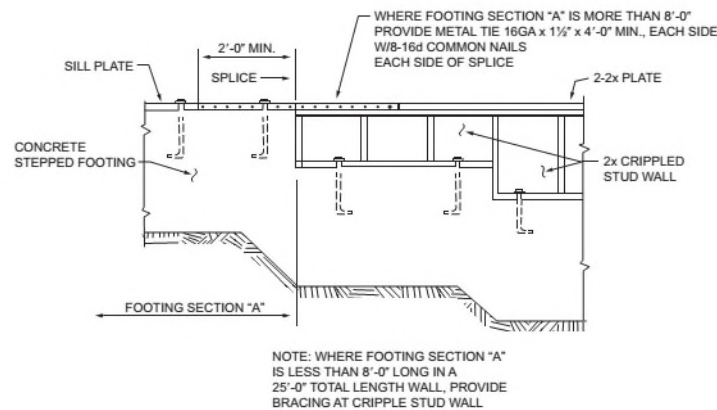 WHERE FOOTING SECTION "A" IS MORE THAN 8'-0"
PROVIDE METAL TIE 16GA x 1½" x 4'-0" MIN., EACH SIDE
W/8-16d COMMON NAILS
EACH SIDE OF SPLICE
2'-0" MIN.
SPLICE
SILL PLATE
2-2x PLATE
CONCRETE
STEPPED FOOTING
2x CRIPPLED
STUD WALL
FOOTING SECTION "A"
NOTE: WHERE FOOTING SECTION "A"
IS LESS THAN 8'-0" LONG IN A
25'-0" TOTAL LENGTH WALL, PROVIDE
BRACING AT CRIPPLE STUD WALL